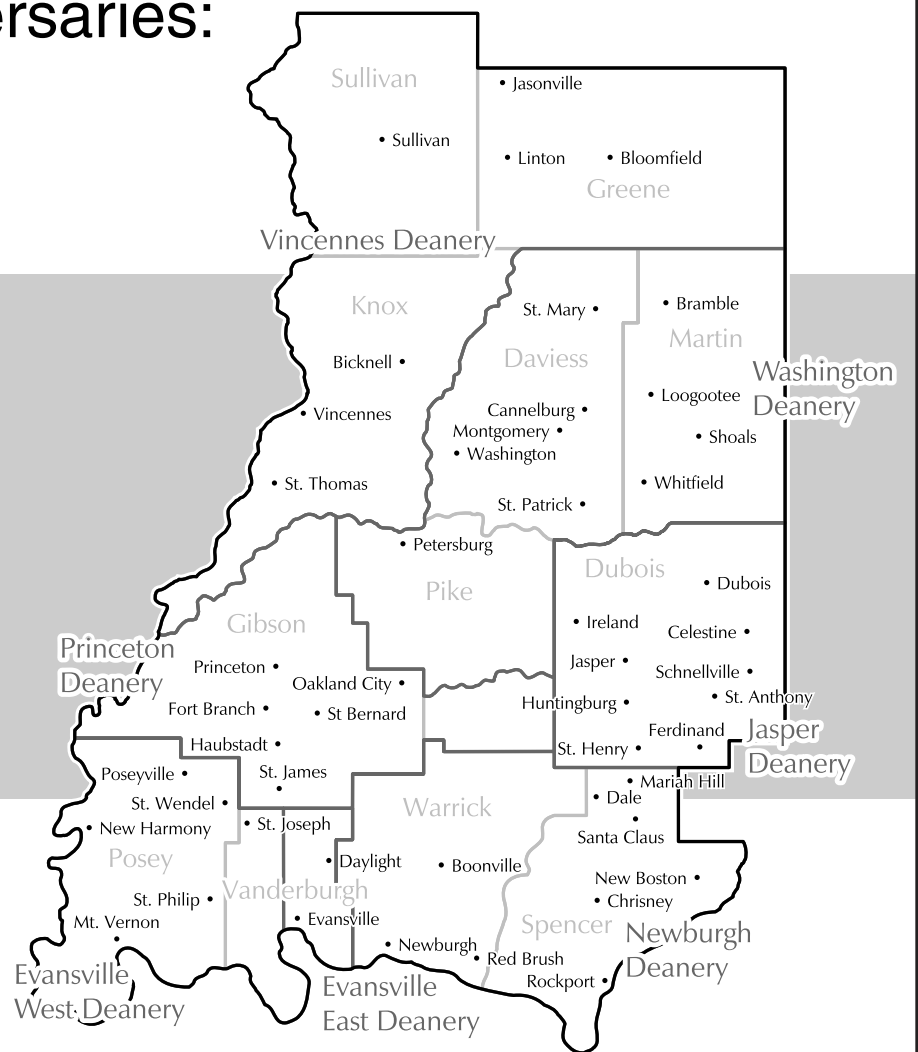 ersaries:
Sullivan
Jasonville
Sullivan
Linton
Bloomfield
Greene
Vincennes Deanery
Knox
St. Mary
Bramble
Martin
Daviess
Bicknell
Washington
Deanery
Loogootee
Vincennes
Cannelburg
Montgomery
Shoals
Washington
St. Thomas
Whitfield
St. Patrick
Petersburg
Dubois
Pike
Dubois
Gibson
Ireland
Celestine
Princeton
Deanery
Princeton
Jasper
Schnellville
Oakland City
St. Anthony
Fort Branch
St Bernard
Huntingburg
Ferdinand
Jasper
Deanery
Haubstadt
St. Henry
Poseyville
St. James
Mariah Hill
Dale
St. Wendel
Warrick
New Harmony
St. Joseph
Santa Claus
Posey
Daylight
Boonville
Vanderburgh
New Boston
St. Philip
Chrisney
Mt. Vernon
Evansville
Spencer
Newburgh
Deanery
Newburgh
Red Brush
Rockport
Evansville
West Deanery
Evansville
East Deanery